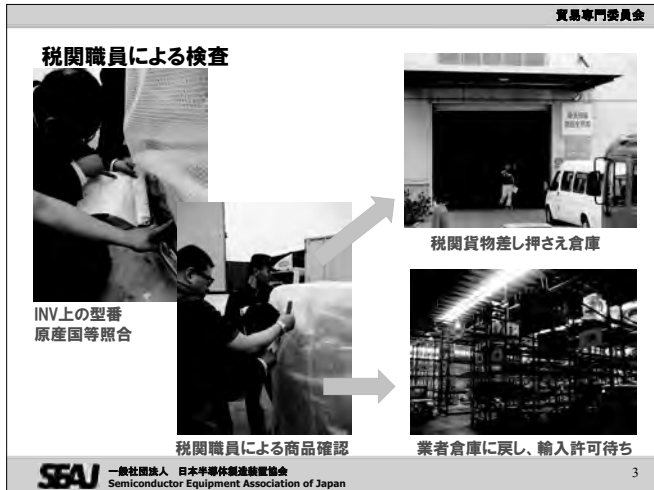 貿易専門委員会
税関職員による検査
税関貨物差し押さえ倉庫
INV上の型番
原産国等照合
税関職員による商品確認
業者倉庫に戻し、輸入許可待ち
SEAJ
一般社団法人 日本半導体製造装置協会
Semiconductor Equipment Association of Japan
3